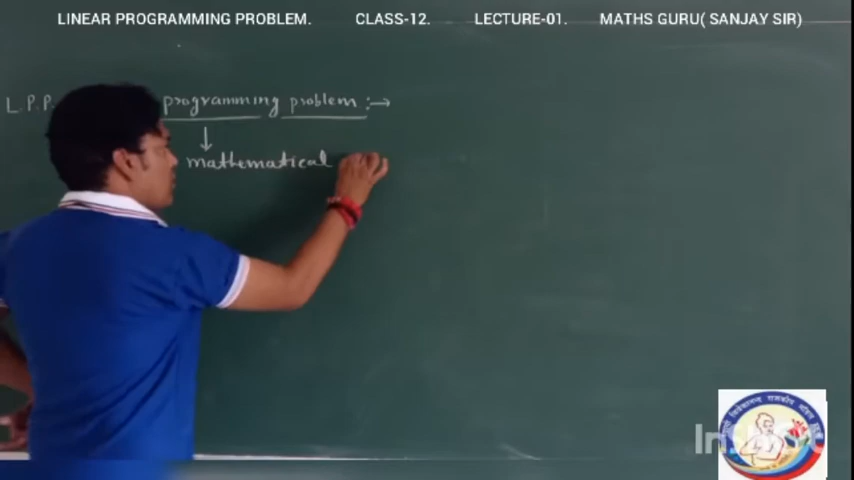 LINEAR PROGRAMMING PROBLEM. CLASS-12. LECTURE-01. MATHS GURU( SANJAY SIR)
L.P.P. programming problem :→
↓
mathematical